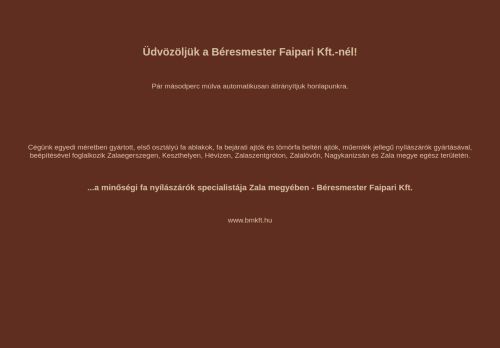 Üdvözöljük a Béresmester Faipari Kft.-nél!
Pár másodperc múlva automatikusan átirányítjuk honlapunkra.
Cégünk egyedi méretben gyártott, első osztályú fa ablakok, fa bejárati ajtók és tömörfa beltéri ajtók, műemlék jellegű nyílászárók gyártásával,
beépítésével foglalkozik Zalaegerszegen, Keszthelyen, Hévízen, Zalaszentgróton, Zalalövőn, Nagykanizsán és Zala megye egész területén.
...a minőségi fa nyílászárók specialistája Zala megyében - Béresmester Faipari Kft.
www.bmkft.hu